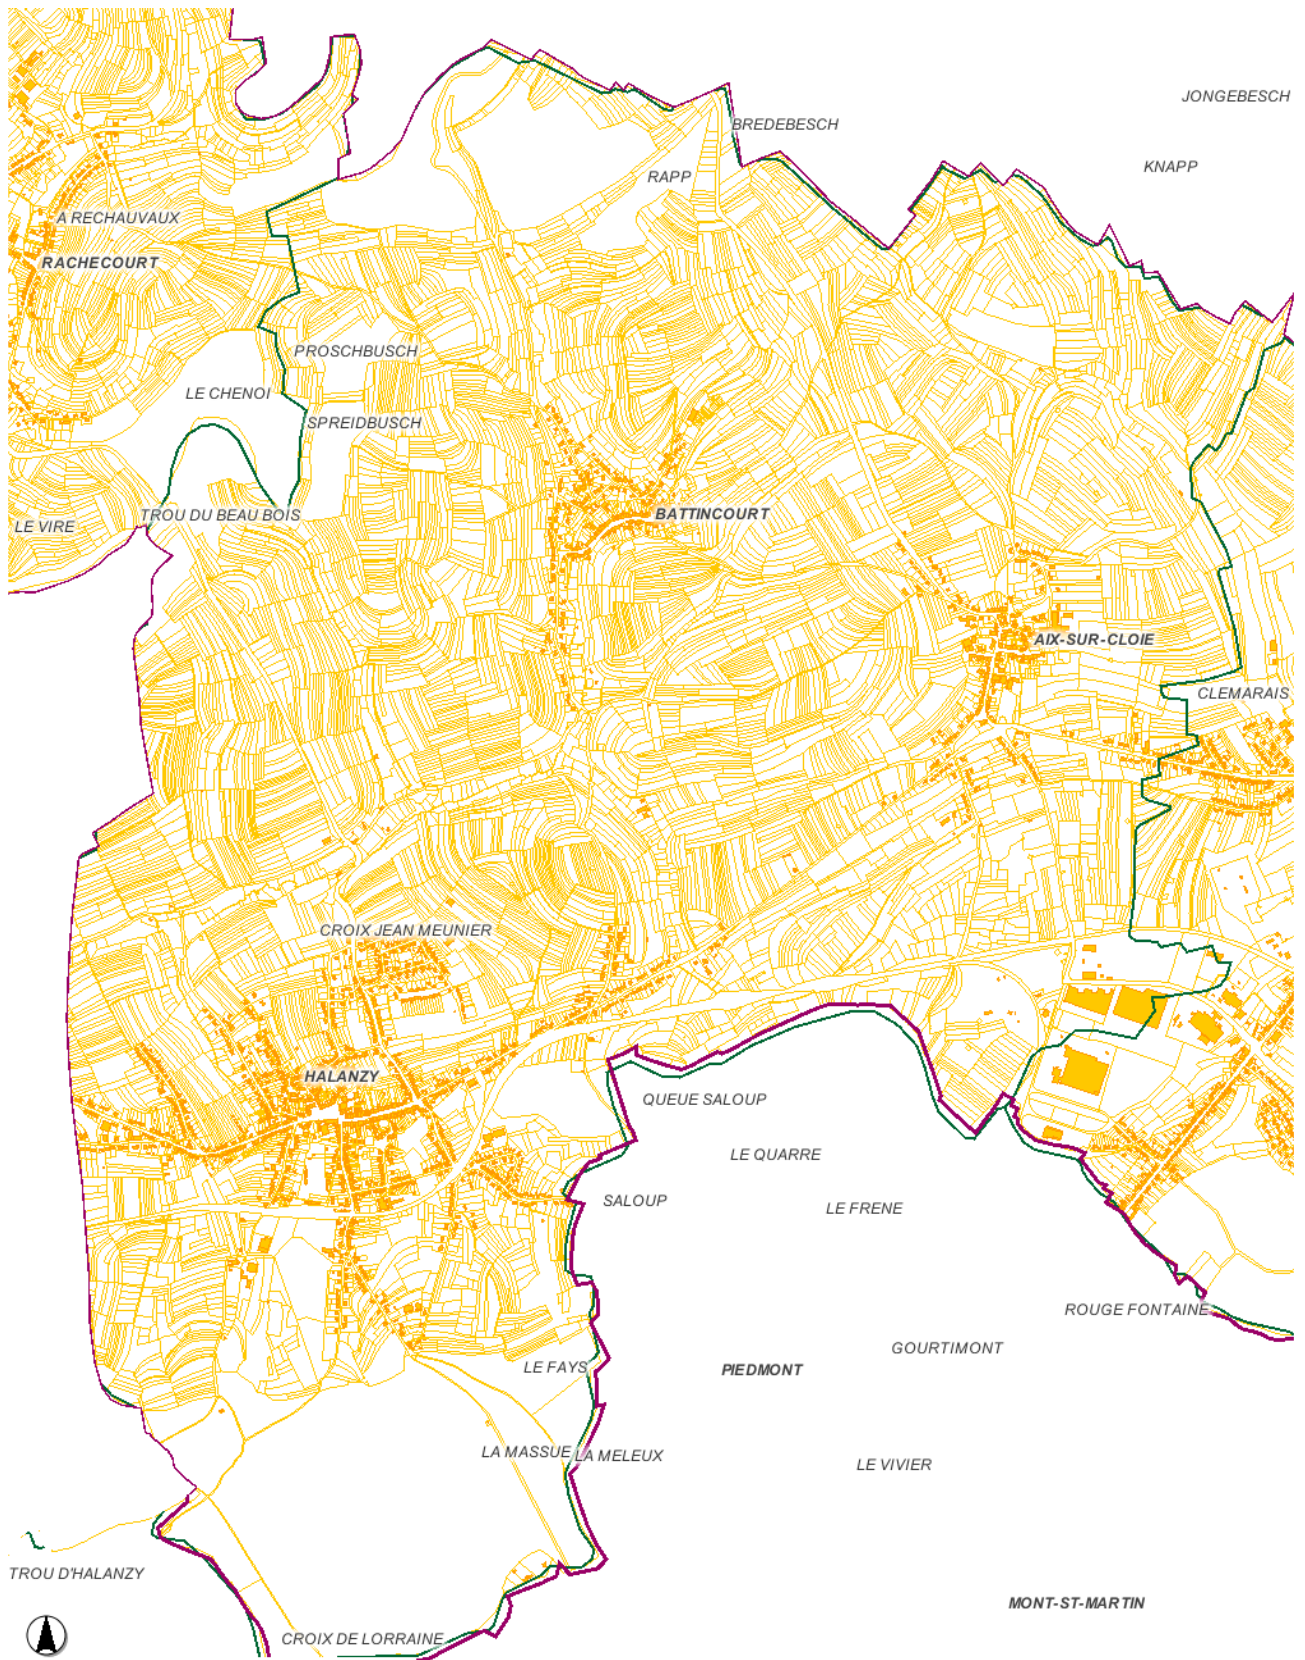 JONGEBESCH
BREDEBESCH
KNAPP
RAPP
A RECHAUVAUX
RACHECOURT
PROSCHBUSCH
LE CHENOI
SPREIDBUSCH
TROU DU BEAU BOIS
BATTINCOURT
LE VIRE
AIX-SUR-CLOIE
CLEMARAIS
CROIX JEAN MEUNIER
HALANZY
QUEUE SALOUP
LE QUARRE
SALOUP
LE FRENE
ROUGE FONTAINE
GOURTIMONT
LE FAYS
PIEDMONT
LA MASSUE
LA MELEUX
LE VIVIER
TROU D'HALANZY
MONT-ST-MARTIN
CROIX DE LORRAINE